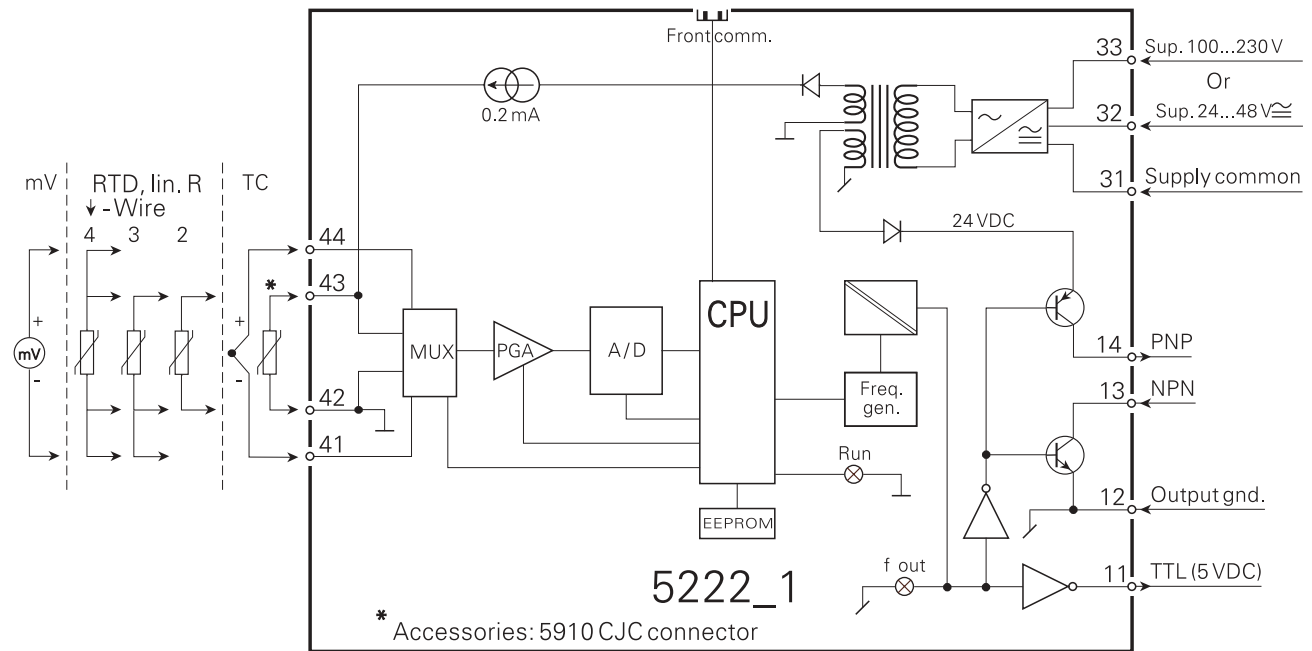 Front comm.
33
Sup. 100...230 V
Or
0.2 mA
32
Sup. 24...48 V≂
31
Supply common
mV
RTD, lin. R
-Wire
TC
4 3 2
24 VDC
44
*
43
+
+
CPU
MUX
PGA
A/D
mV
14
PNP
-
-
13
NPN
42
Freq.
gen.
41
Run
12
Output gnd.
EEPROM
f out
11
TTL (5 VDC)
5222_1
* Accessories: 5910 CJC connector